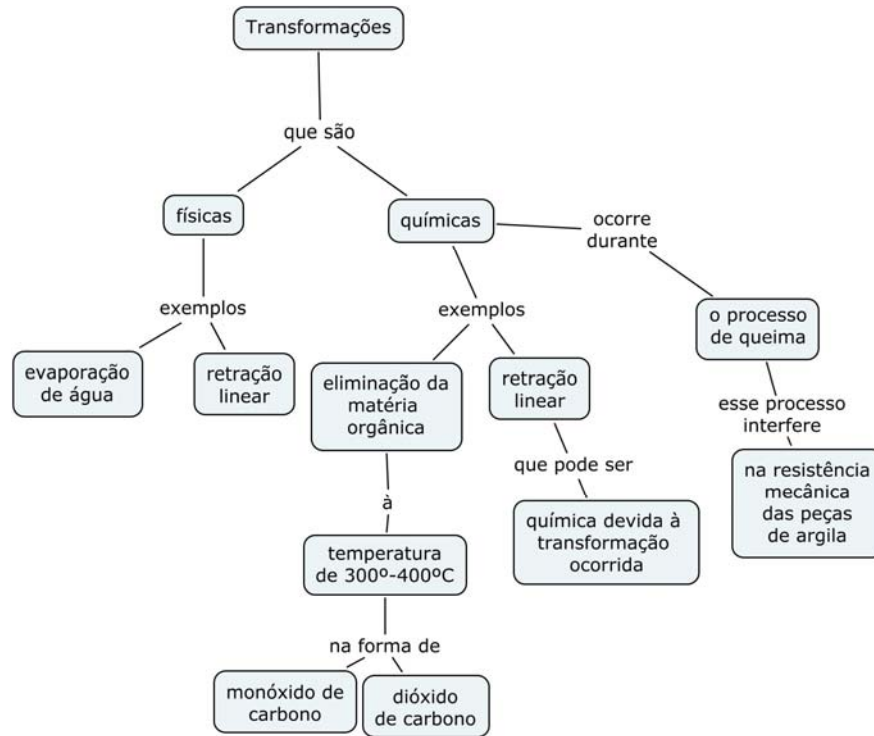 Transformações
que são
físicas
químicas
ocorre
durante
exemplos
exemplos
o processo
de queima
evaporação
de água
retração
linear
eliminação da
matéria
orgânica
retração
linear
esse processo
interfere
que pode ser
na resistência
mecânica
das peças
de argila
à
química devida à
transformação
ocorrida
temperatura
de 300º-400ºC
na forma de
monóxido de
carbono
dióxido
de carbono